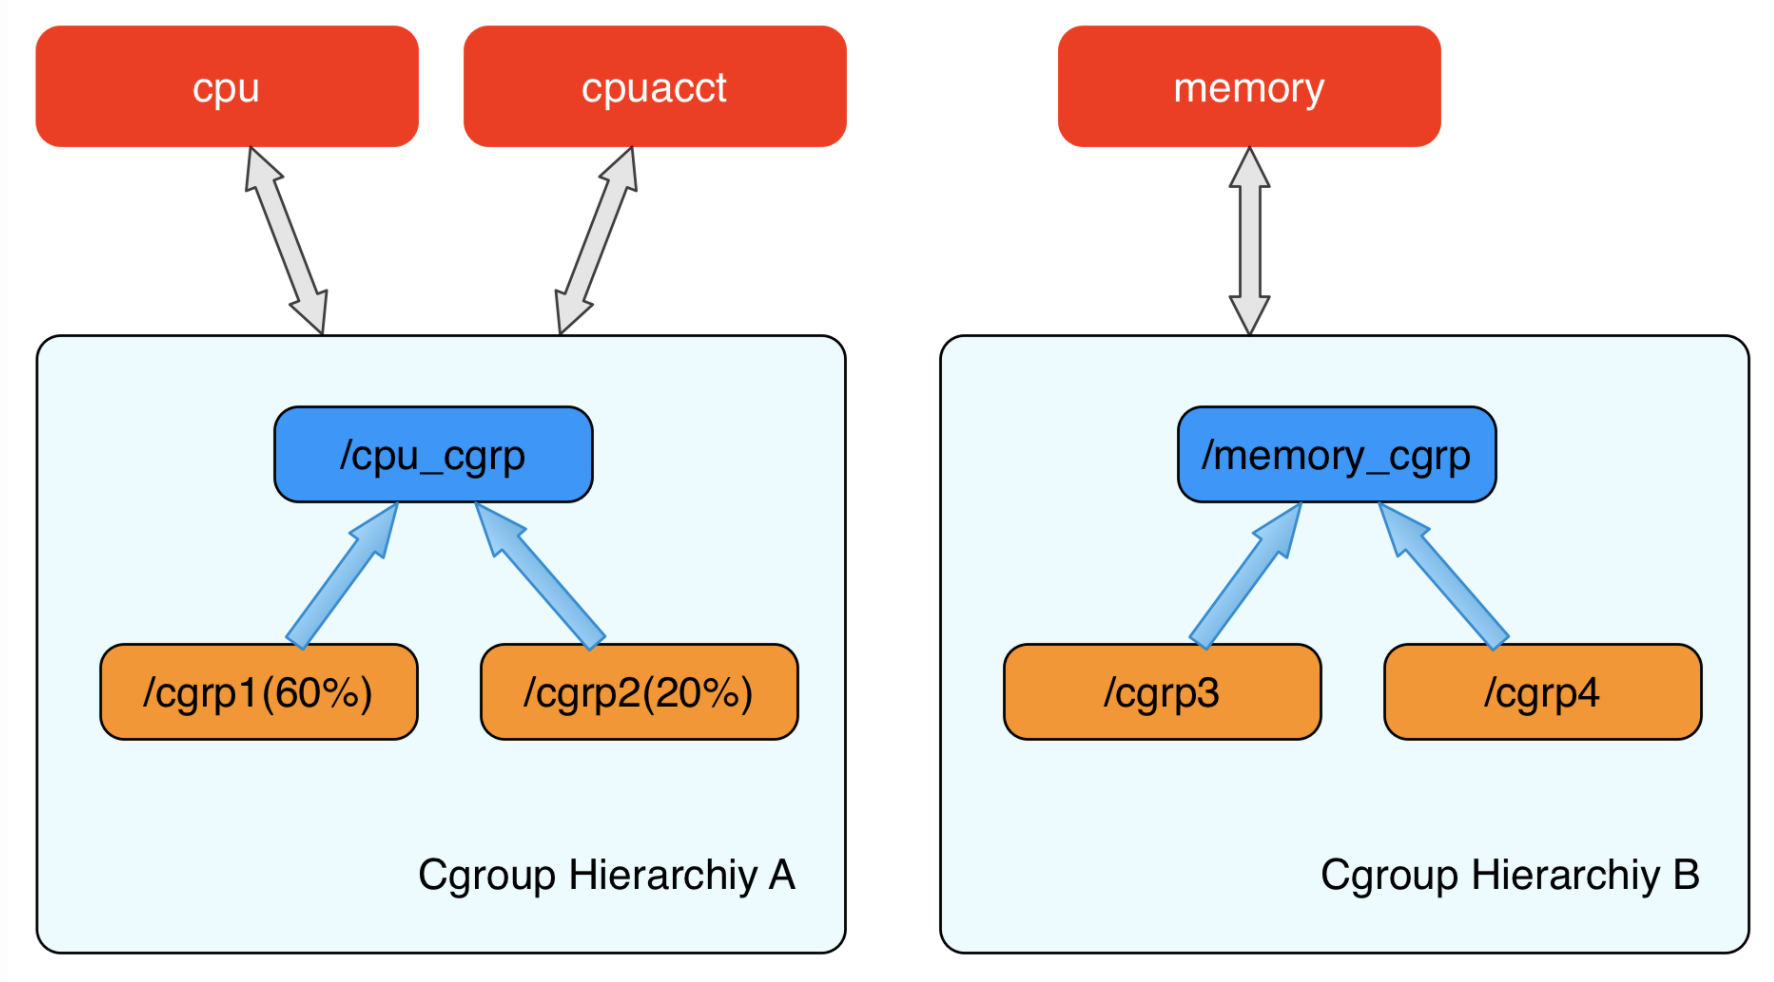 cpu
cpuacct
memory
/cpu_cgrp
/memory_cgrp
/cgrp1(60%)
/cgrp2(20%)
/cgrp3
/cgrp4
Cgroup Hierarchiy A
Cgroup Hierarchiy B